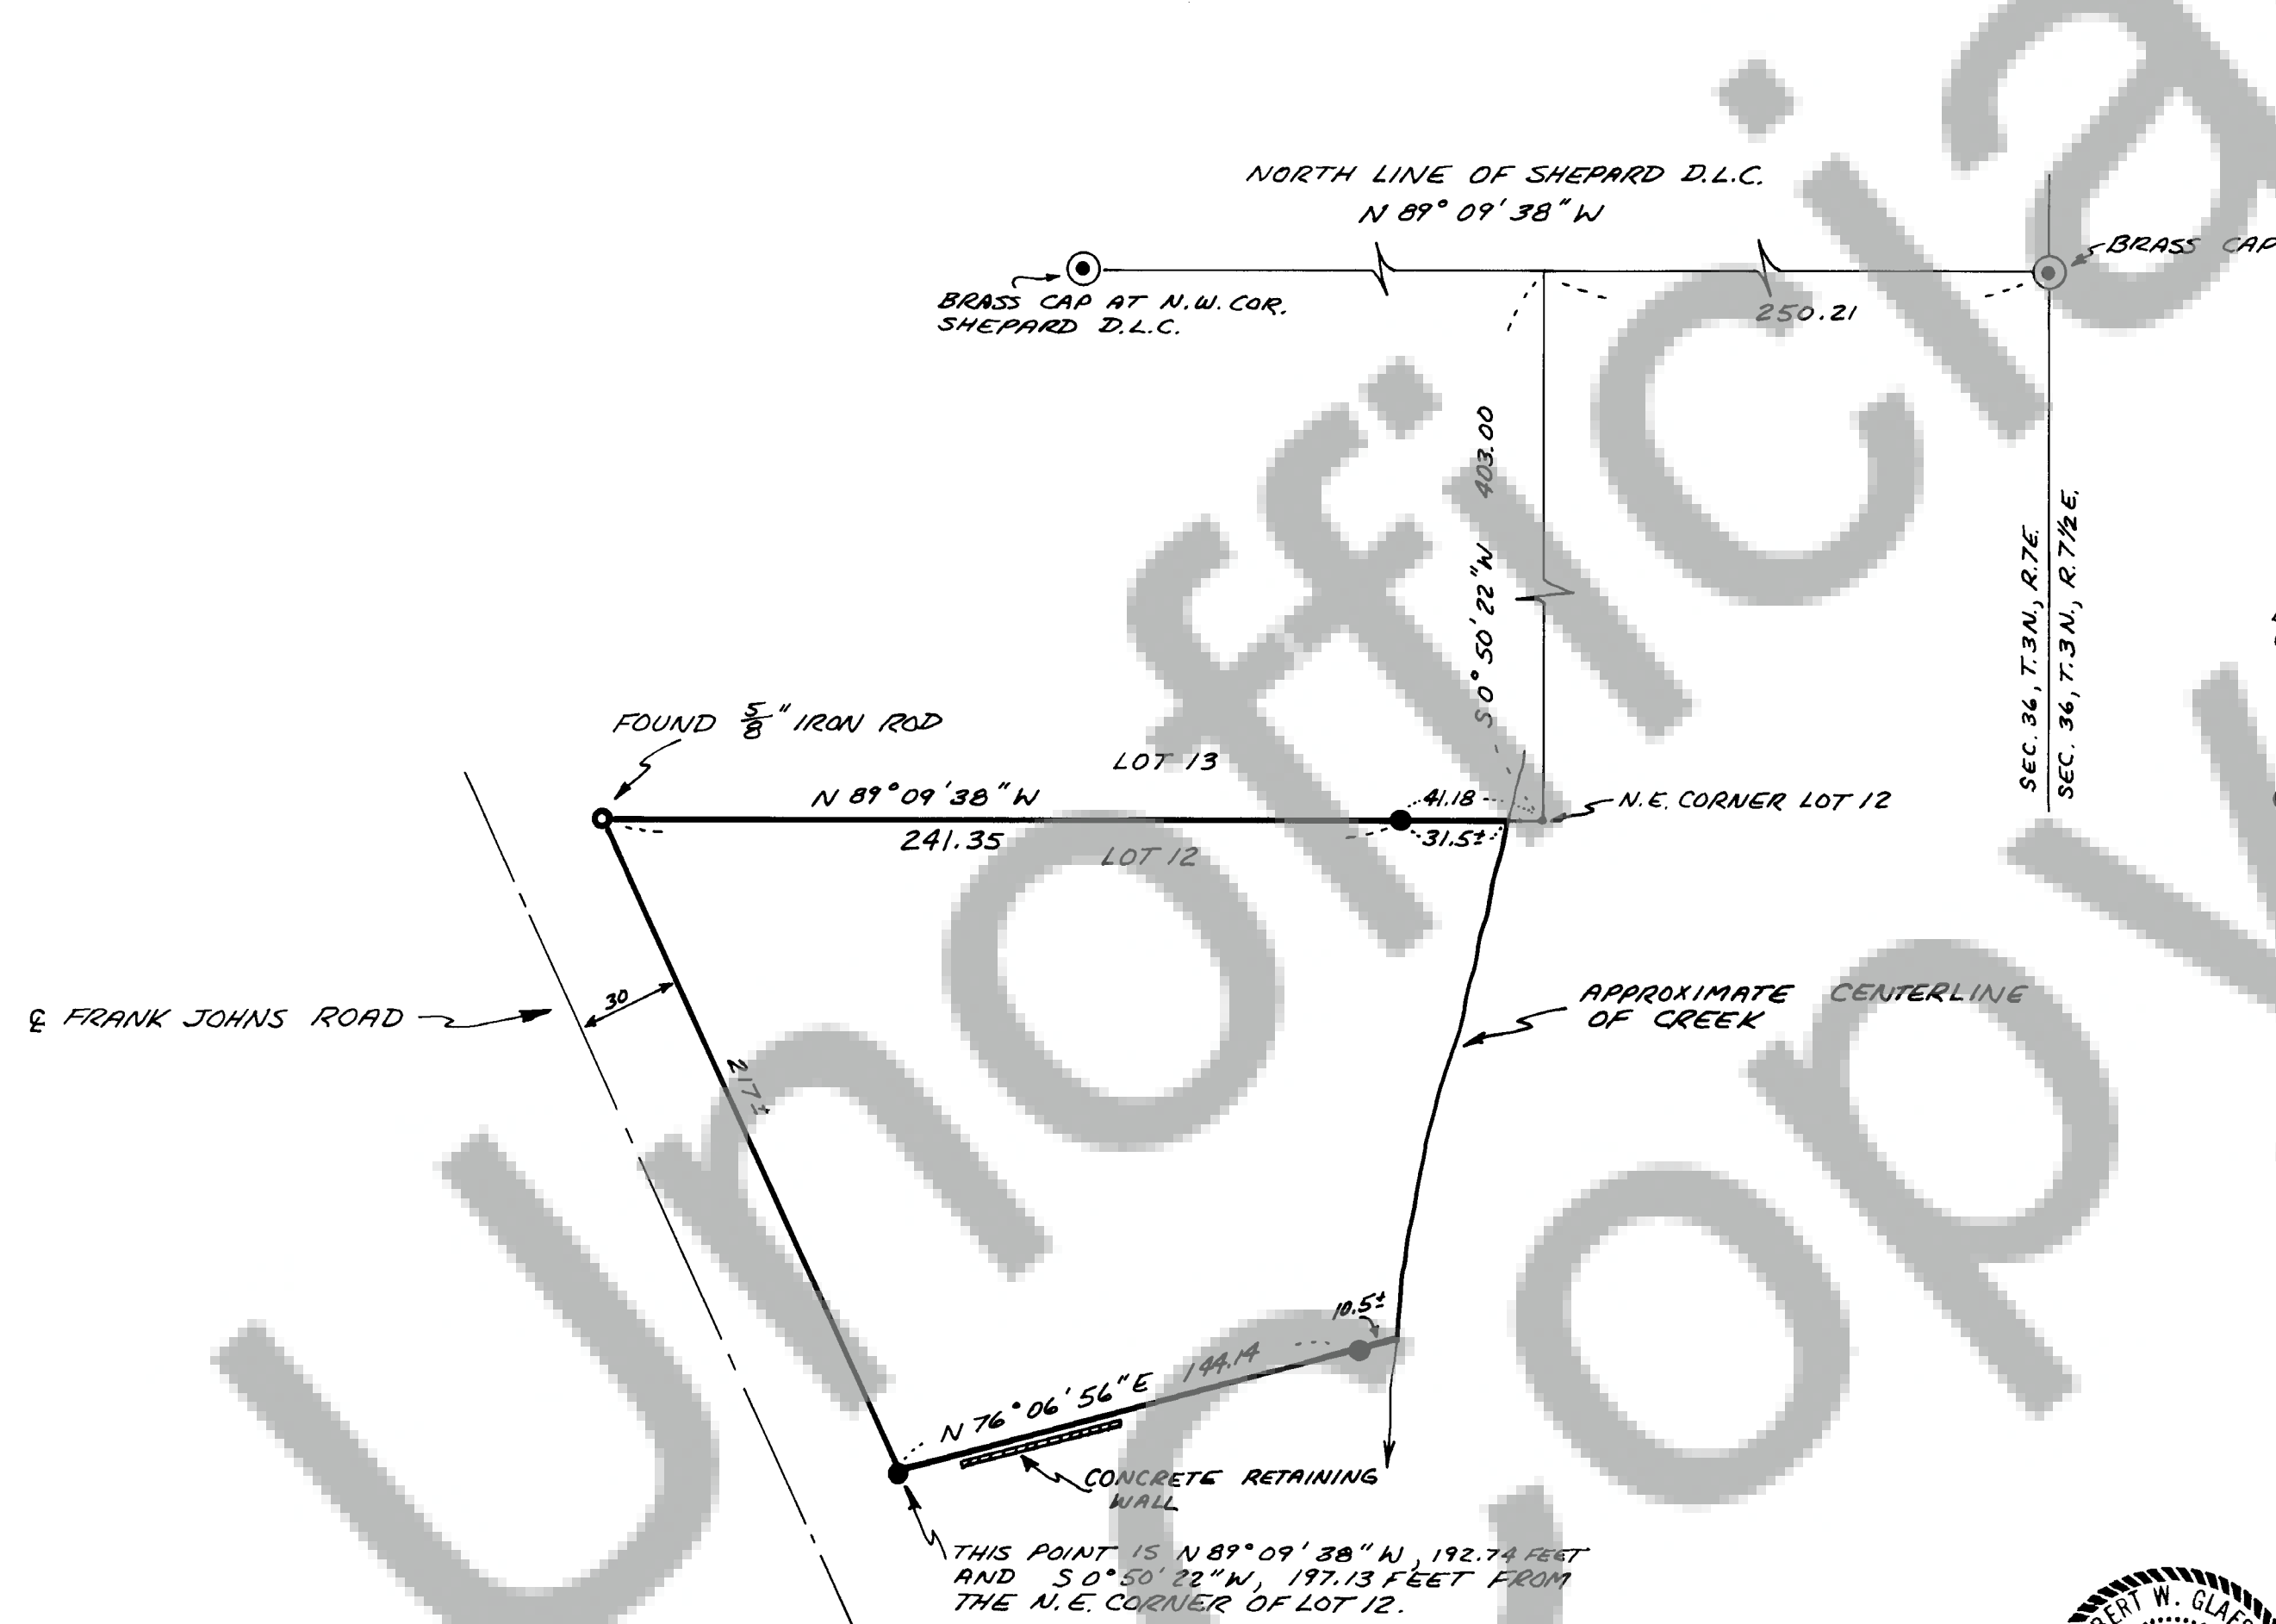 NORTH LINE OF SHEPARD D.L.C.
N 89° 09' 38" W
BRASS CAP
BRASS CAP AT N.W. COR.
SHEPARD D.L.C.
250.21
S 0° 50' 22" W 403.00
SEC. 36, T.3N., R.7E.
SEC. 36, T.3N., R.7½E.
FOUND 5/8" IRON ROD
LOT 13
N 89° 09' 38" W
41.18
N.E. CORNER LOT 12
241.35
31.5±
LOT 12
30
℄ FRANK JOHNS ROAD
APPROXIMATE CENTERLINE
OF CREEK
217±
10.5±
N 76° 06' 56" E 144.14
CONCRETE RETAINING
WALL
THIS POINT IS N 89° 09' 38" W, 192.74 FEET
AND S 0° 50' 22" W, 197.13 FEET FROM
THE N.E. CORNER OF LOT 12.
Unofficial
Copy
ERT W. GLAE